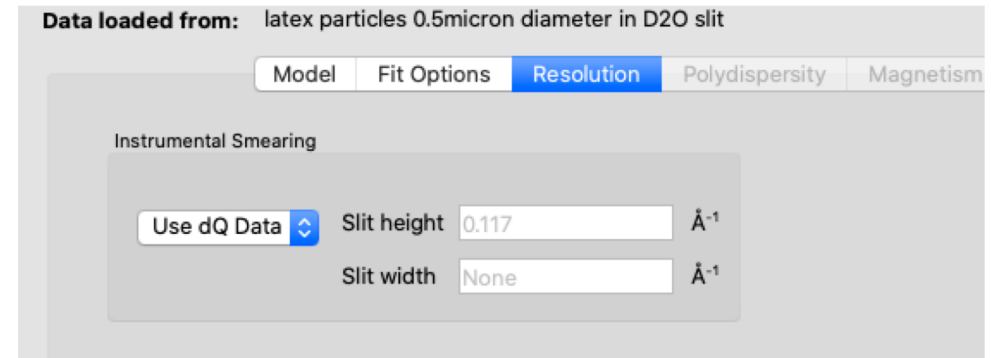 Data loaded from: latex particles 0.5micron diameter in D2O slit
Model Fit Options Resolution Polydispersity Magnetism
Instrumental Smearing
Use dQ Data Slit height 0.117 Å⁻¹
Slit width None Å⁻¹